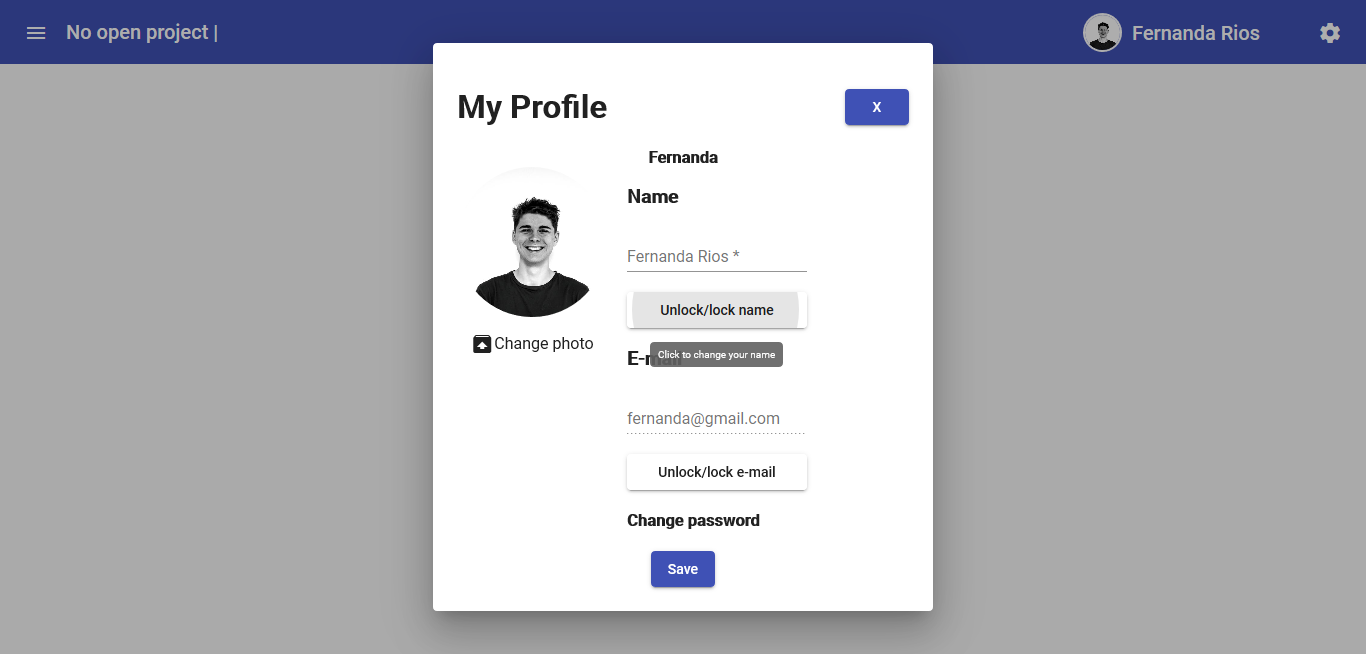 No open project |
Fernanda Rios
My Profile
X
Fernanda
Name
Fernanda Rios *
Unlock/lock name
Change photo
Click to change your name
E-mail
fernanda@gmail.com
Unlock/lock e-mail
Change password
Save